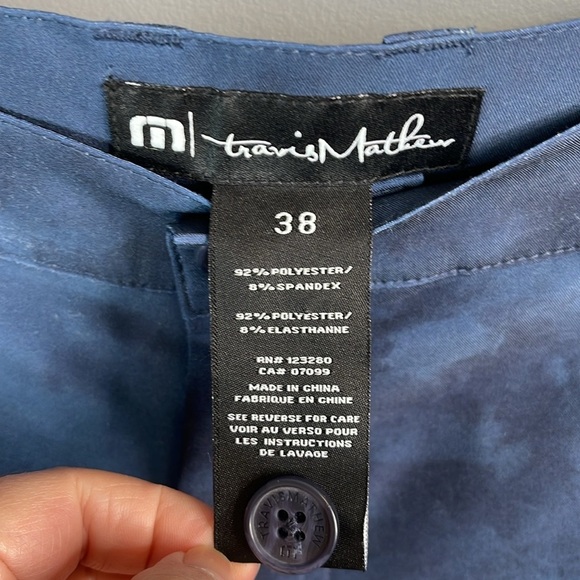 travisMathew
38
92% POLYESTER/
8% SPANDEX
92% POLYESTER/
8% ELASTHANNE
RN# 123280
CA# 07099
MADE IN CHINA
FABRIQUE EN CHINE
SEE REVERSE FOR CARE
VOIR AU VERSO POUR
LES INSTRUCTIONS
DE LAVAGE
TRAVISMATHEW